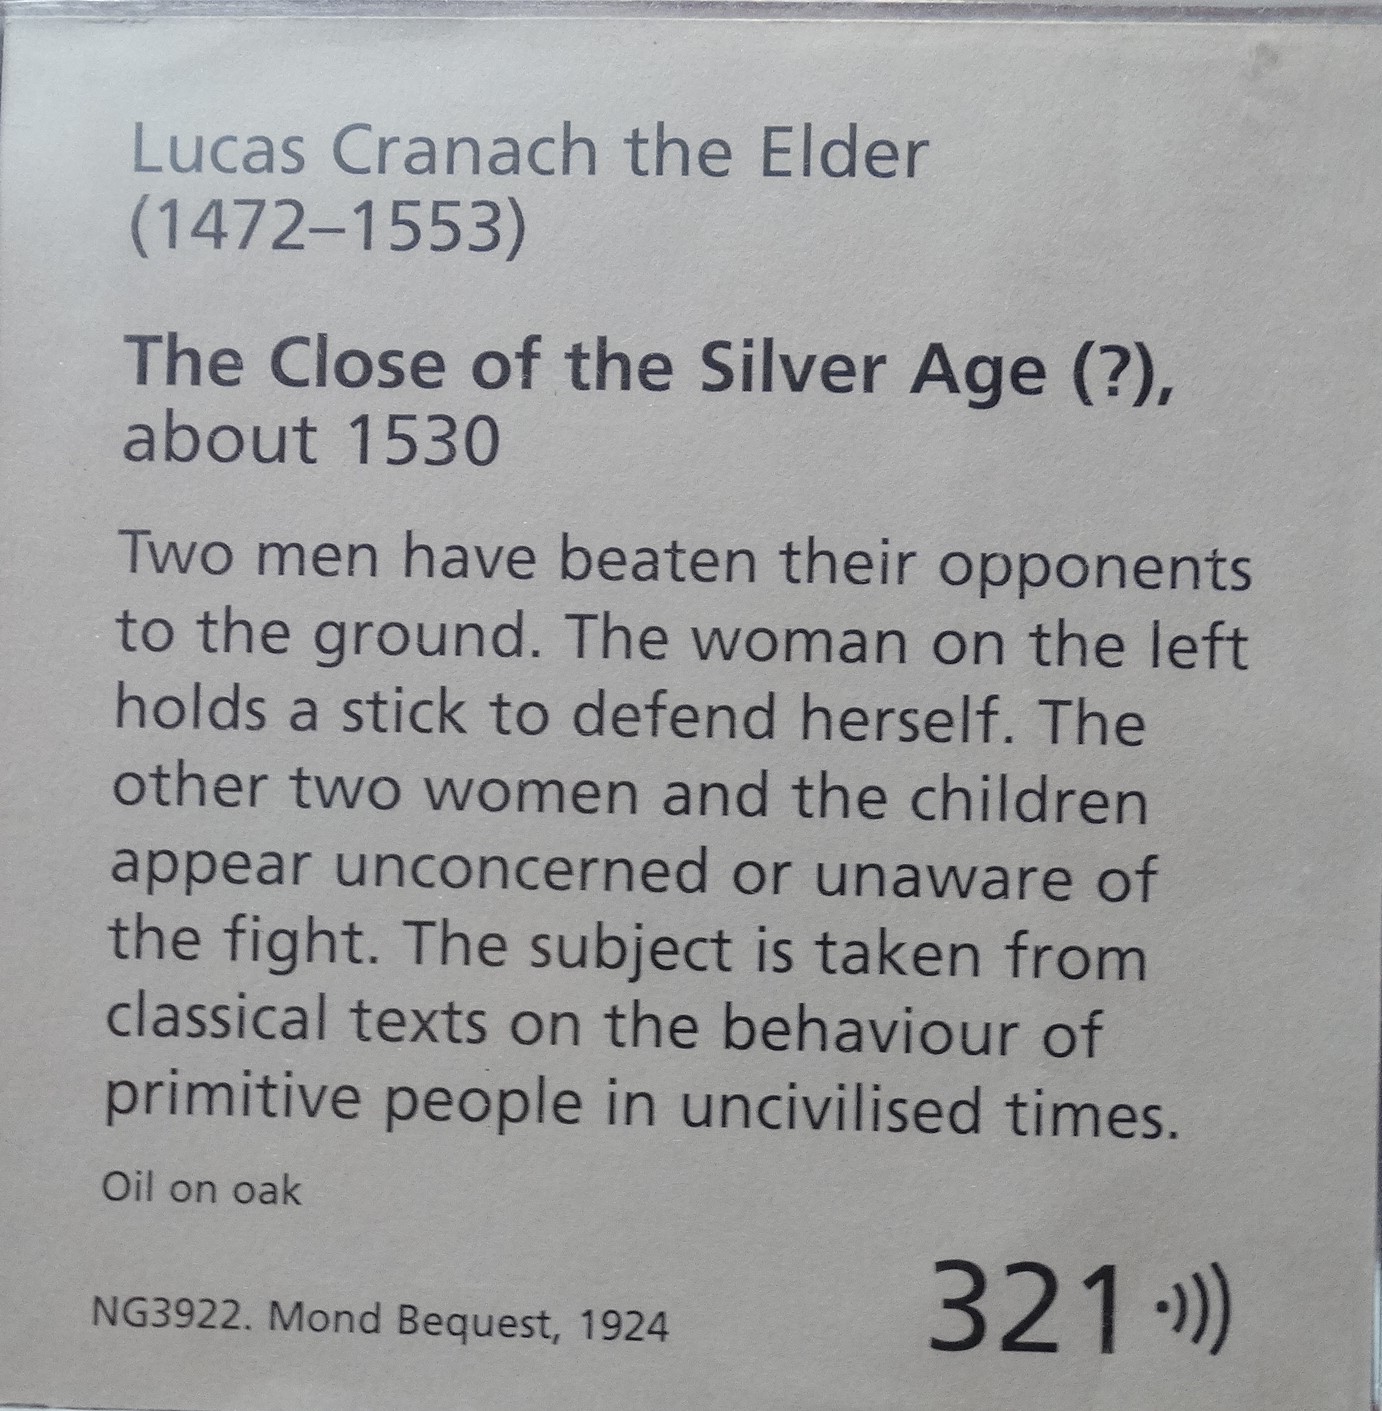 Lucas Cranach the Elder
(1472–1553)
The Close of the Silver Age (?),
about 1530
Two men have beaten their opponents
to the ground. The woman on the left
holds a stick to defend herself. The
other two women and the children
appear unconcerned or unaware of
the fight. The subject is taken from
classical texts on the behaviour of
primitive people in uncivilised times.
Oil on oak
NG3922. Mond Bequest, 1924
321